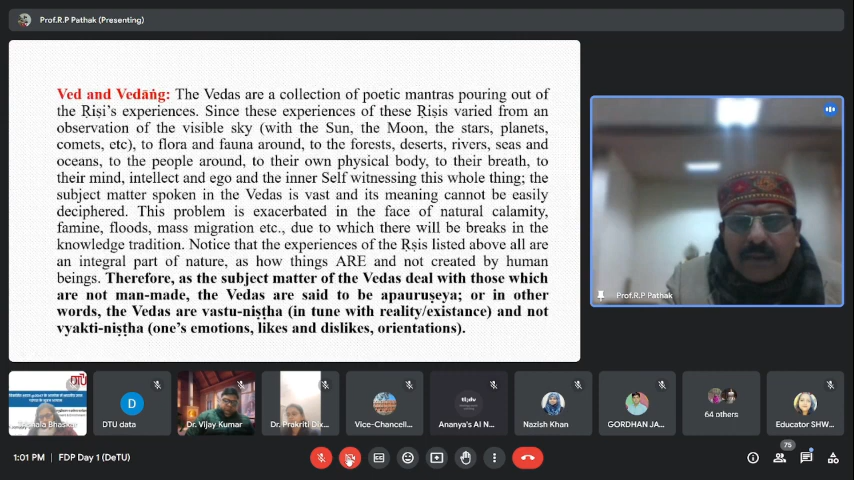 Prof.R.P Pathak (Presenting)
Ved and Vedāṅg: The Vedas are a collection of poetic mantras pouring out of
the Ṛiṣi's experiences. Since these experiences of these Ṛiṣis varied from an
observation of the visible sky (with the Sun, the Moon, the stars, planets,
comets, etc), to flora and fauna around, to the forests, deserts, rivers, seas and
oceans, to the people around, to their own physical body, to their breath, to
their mind, intellect and ego and the inner Self witnessing this whole thing; the
subject matter spoken in the Vedas is vast and its meaning cannot be easily
deciphered. This problem is exacerbated in the face of natural calamity,
famine, floods, mass migration etc., due to which there will be breaks in the
knowledge tradition. Notice that the experiences of the Ṛṣis listed above all are
an integral part of nature, as how things ARE and not created by human
beings. Therefore, as the subject matter of the Vedas deal with those which
are not man-made, the Vedas are said to be apauruṣeya; or in other
words, the Vedas are vastu-niṣṭha (in tune with reality/existance) and not
vyakti-niṣṭha (one's emotions, likes and dislikes, orientations).
Prof.R.P Pathak
D
DTU data
Dr. Vijay Kumar
Dr. Prakriti Dix...
Vice-Chancell...
Ananya's AI N...
Nazish Khan
GORDHAN JA...
64 others
Educator SHW...
75
1:01 PM | FDP Day 1 (DeTU)